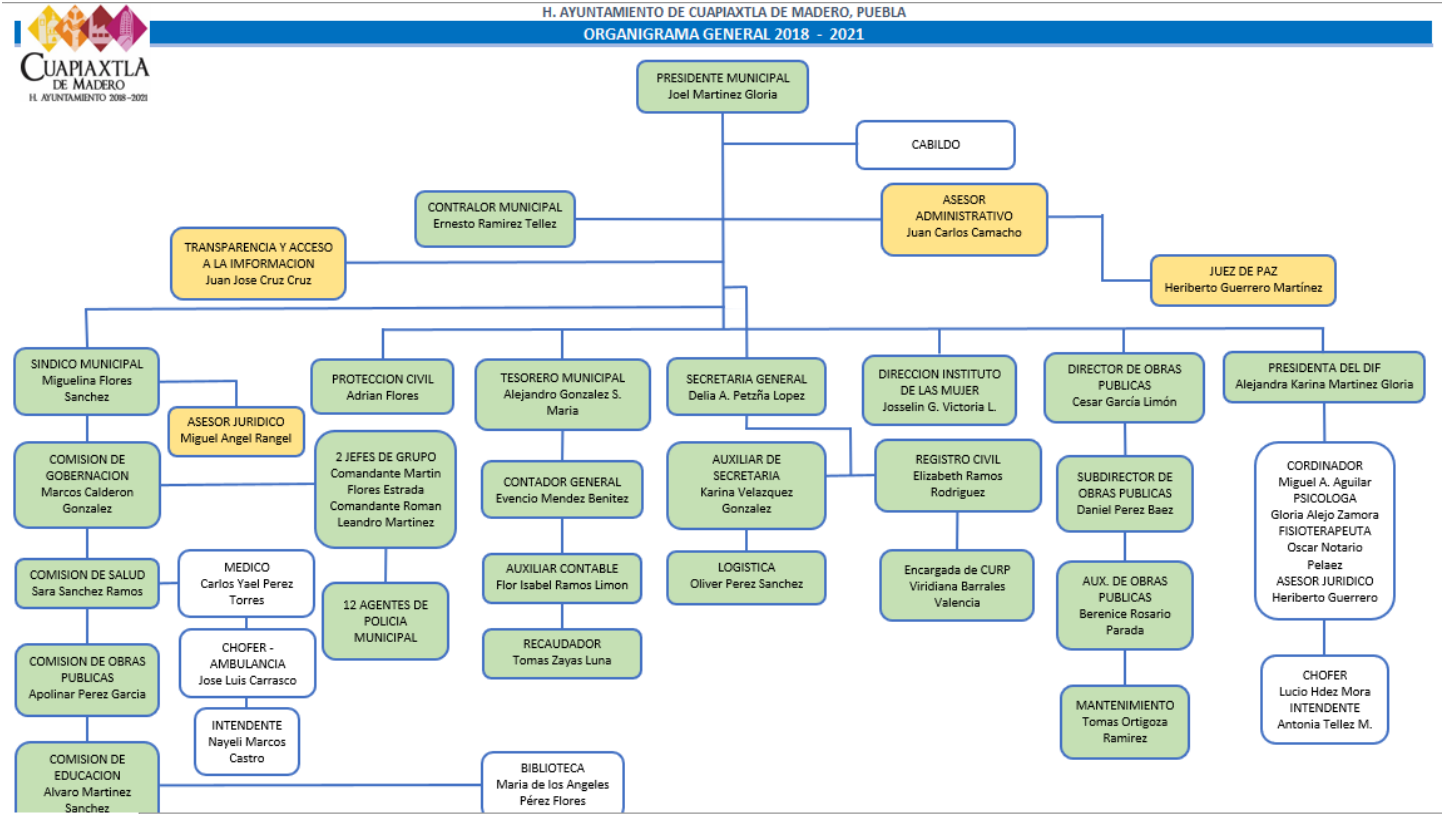 H. AYUNTAMIENTO DE CUAPIAXTLA DE MADERO, PUEBLA
ORGANIGRAMA GENERAL 2018 - 2021
CUAPIAXTLA
DE MADERO
H. AYUNTAMIENTO 2018-2021
PRESIDENTE MUNICIPAL
Joel Martinez Gloria
CABILDO
CONTRALOR MUNICIPAL
Ernesto Ramirez Tellez
ASESOR
ADMINISTRATIVO
Juan Carlos Camacho
TRANSPARENCIA Y ACCESO
A LA IMFORMACION
Juan Jose Cruz Cruz
JUEZ DE PAZ
Heriberto Guerrero Martínez
SINDICO MUNICIPAL
Miguelina Flores
Sanchez
ASESOR JURIDICO
Miguel Angel Rangel
PROTECCION CIVIL
Adrian Flores
TESORERO MUNICIPAL
Alejandro Gonzalez S.
Maria
SECRETARIA GENERAL
Delia A. Petzña Lopez
DIRECCION INSTITUTO
DE LAS MUJER
Josselin G. Victoria L.
DIRECTOR DE OBRAS
PUBLICAS
Cesar García Limón
PRESIDENTA DEL DIF
Alejandra Karina Martinez Gloria
COMISION DE
GOBERNACION
Marcos Calderon
Gonzalez
2 JEFES DE GRUPO
Comandante Martin
Flores Estrada
Comandante Roman
Leandro Martinez
CONTADOR GENERAL
Evencio Mendez Benitez
AUXILIAR DE
SECRETARIA
Karina Velazquez
Gonzalez
REGISTRO CIVIL
Elizabeth Ramos
Rodriguez
SUBDIRECTOR DE
OBRAS PUBLICAS
Daniel Perez Baez
CORDINADOR
Miguel A. Aguilar
PSICOLOGA
Gloria Alejo Zamora
FISIOTERAPEUTA
Oscar Notario
Pelaez
ASESOR JURIDICO
Heriberto Guerrero
COMISION DE SALUD
Sara Sanchez Ramos
MEDICO
Carlos Yael Perez
Torres
12 AGENTES DE
POLICIA
MUNICIPAL
AUXILIAR CONTABLE
Flor Isabel Ramos Limon
LOGISTICA
Oliver Perez Sanchez
Encargada de CURP
Viridiana Barrales
Valencia
AUX. DE OBRAS
PUBLICAS
Berenice Rosario
Parada
COMISION DE OBRAS
PUBLICAS
Apolinar Perez Garcia
CHOFER -
AMBULANCIA
Jose Luis Carrasco
RECAUDADOR
Tomas Zayas Luna
CHOFER
Lucio Hdez Mora
INTENDENTE
Antonia Tellez M.
INTENDENTE
Nayeli Marcos
Castro
MANTENIMIENTO
Tomas Ortigoza
Ramirez
COMISION DE
EDUCACION
Alvaro Martinez
Sanchez
BIBLIOTECA
Maria de los Angeles
Pérez Flores